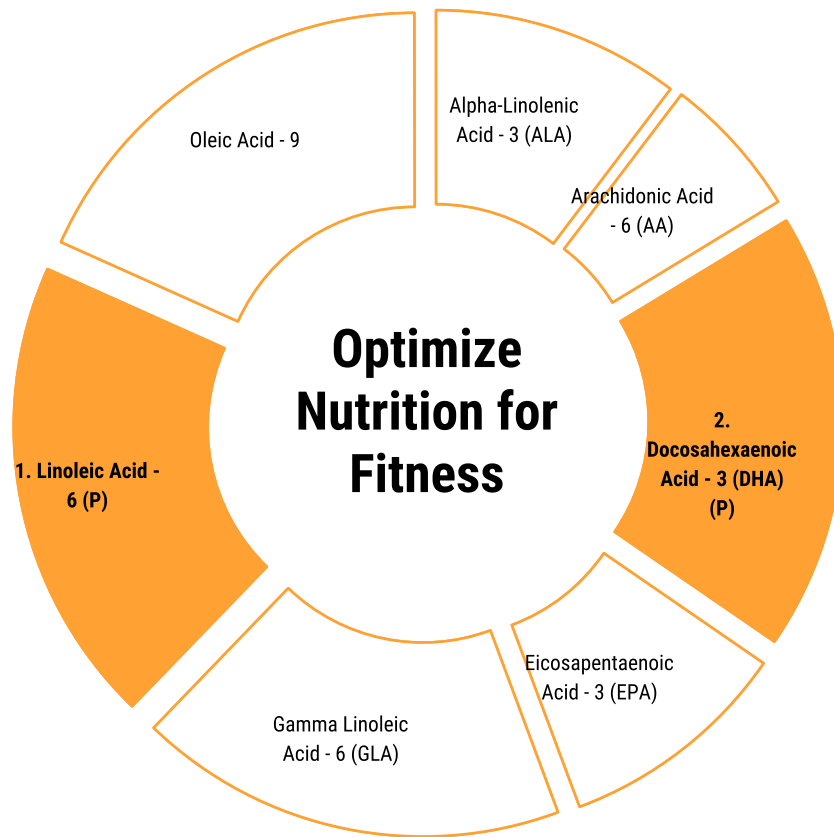 Oleic Acid - 9
Alpha-Linolenic
Acid - 3 (ALA)
Arachidonic Acid
- 6 (AA)
Optimize
Nutrition for
Fitness
1. Linoleic Acid -
6 (P)
2.
Docosahexaenoic
Acid - 3 (DHA)
(P)
Gamma Linoleic
Acid - 6 (GLA)
Eicosapentaenoic
Acid - 3 (EPA)